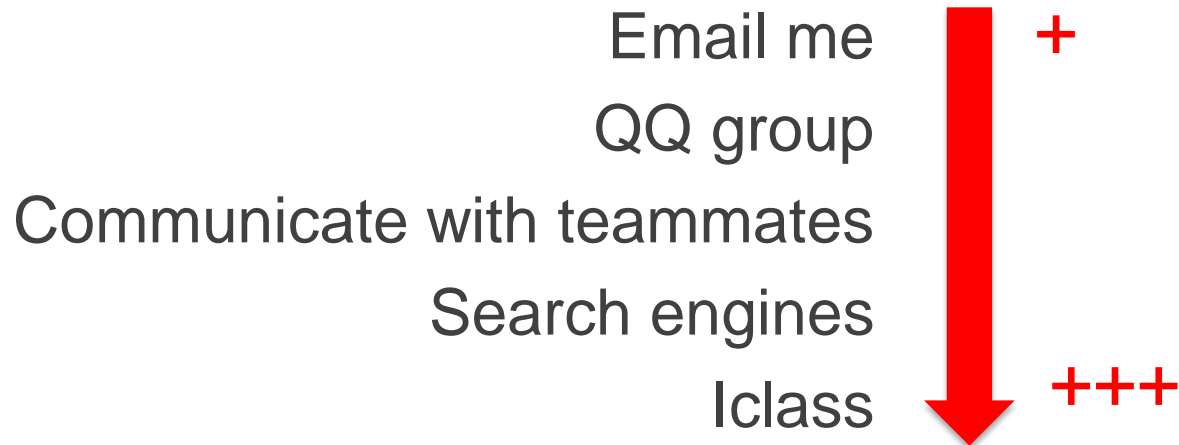 Email me +
QQ group
Communicate with teammates
Search engines
Iclass +++